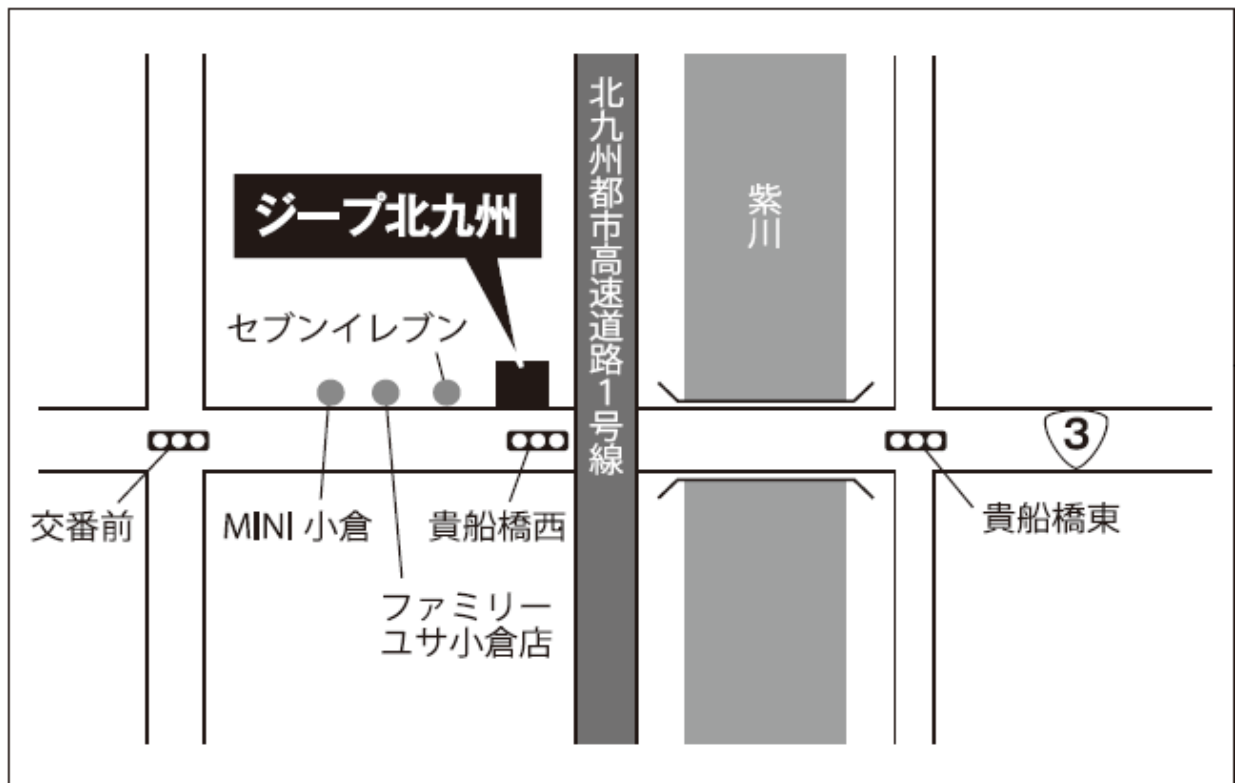 北九州都市高速道路1号線
紫川
ジープ北九州
セブンイレブン
3
交番前
MINI 小倉
貴船橋西
貴船橋東
ファミリー
ユサ小倉店